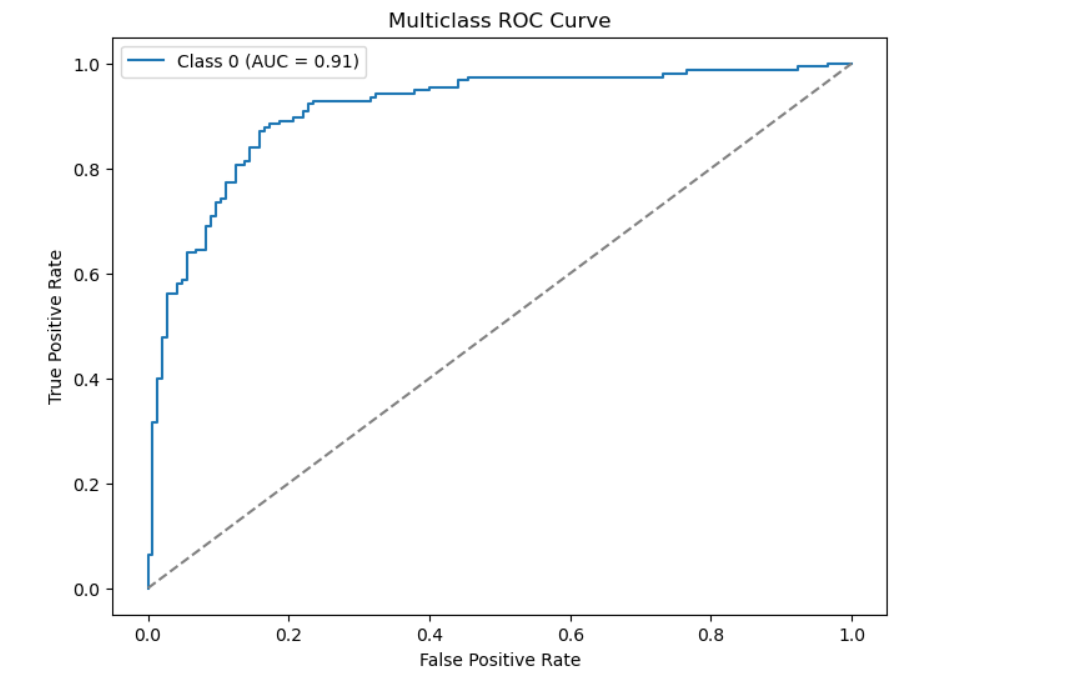 Multiclass ROC Curve
Class 0 (AUC = 0.91)
1.0
0.8
0.6
0.4
0.2
0.0
True Positive Rate
0.0 0.2 0.4 0.6 0.8 1.0
False Positive Rate